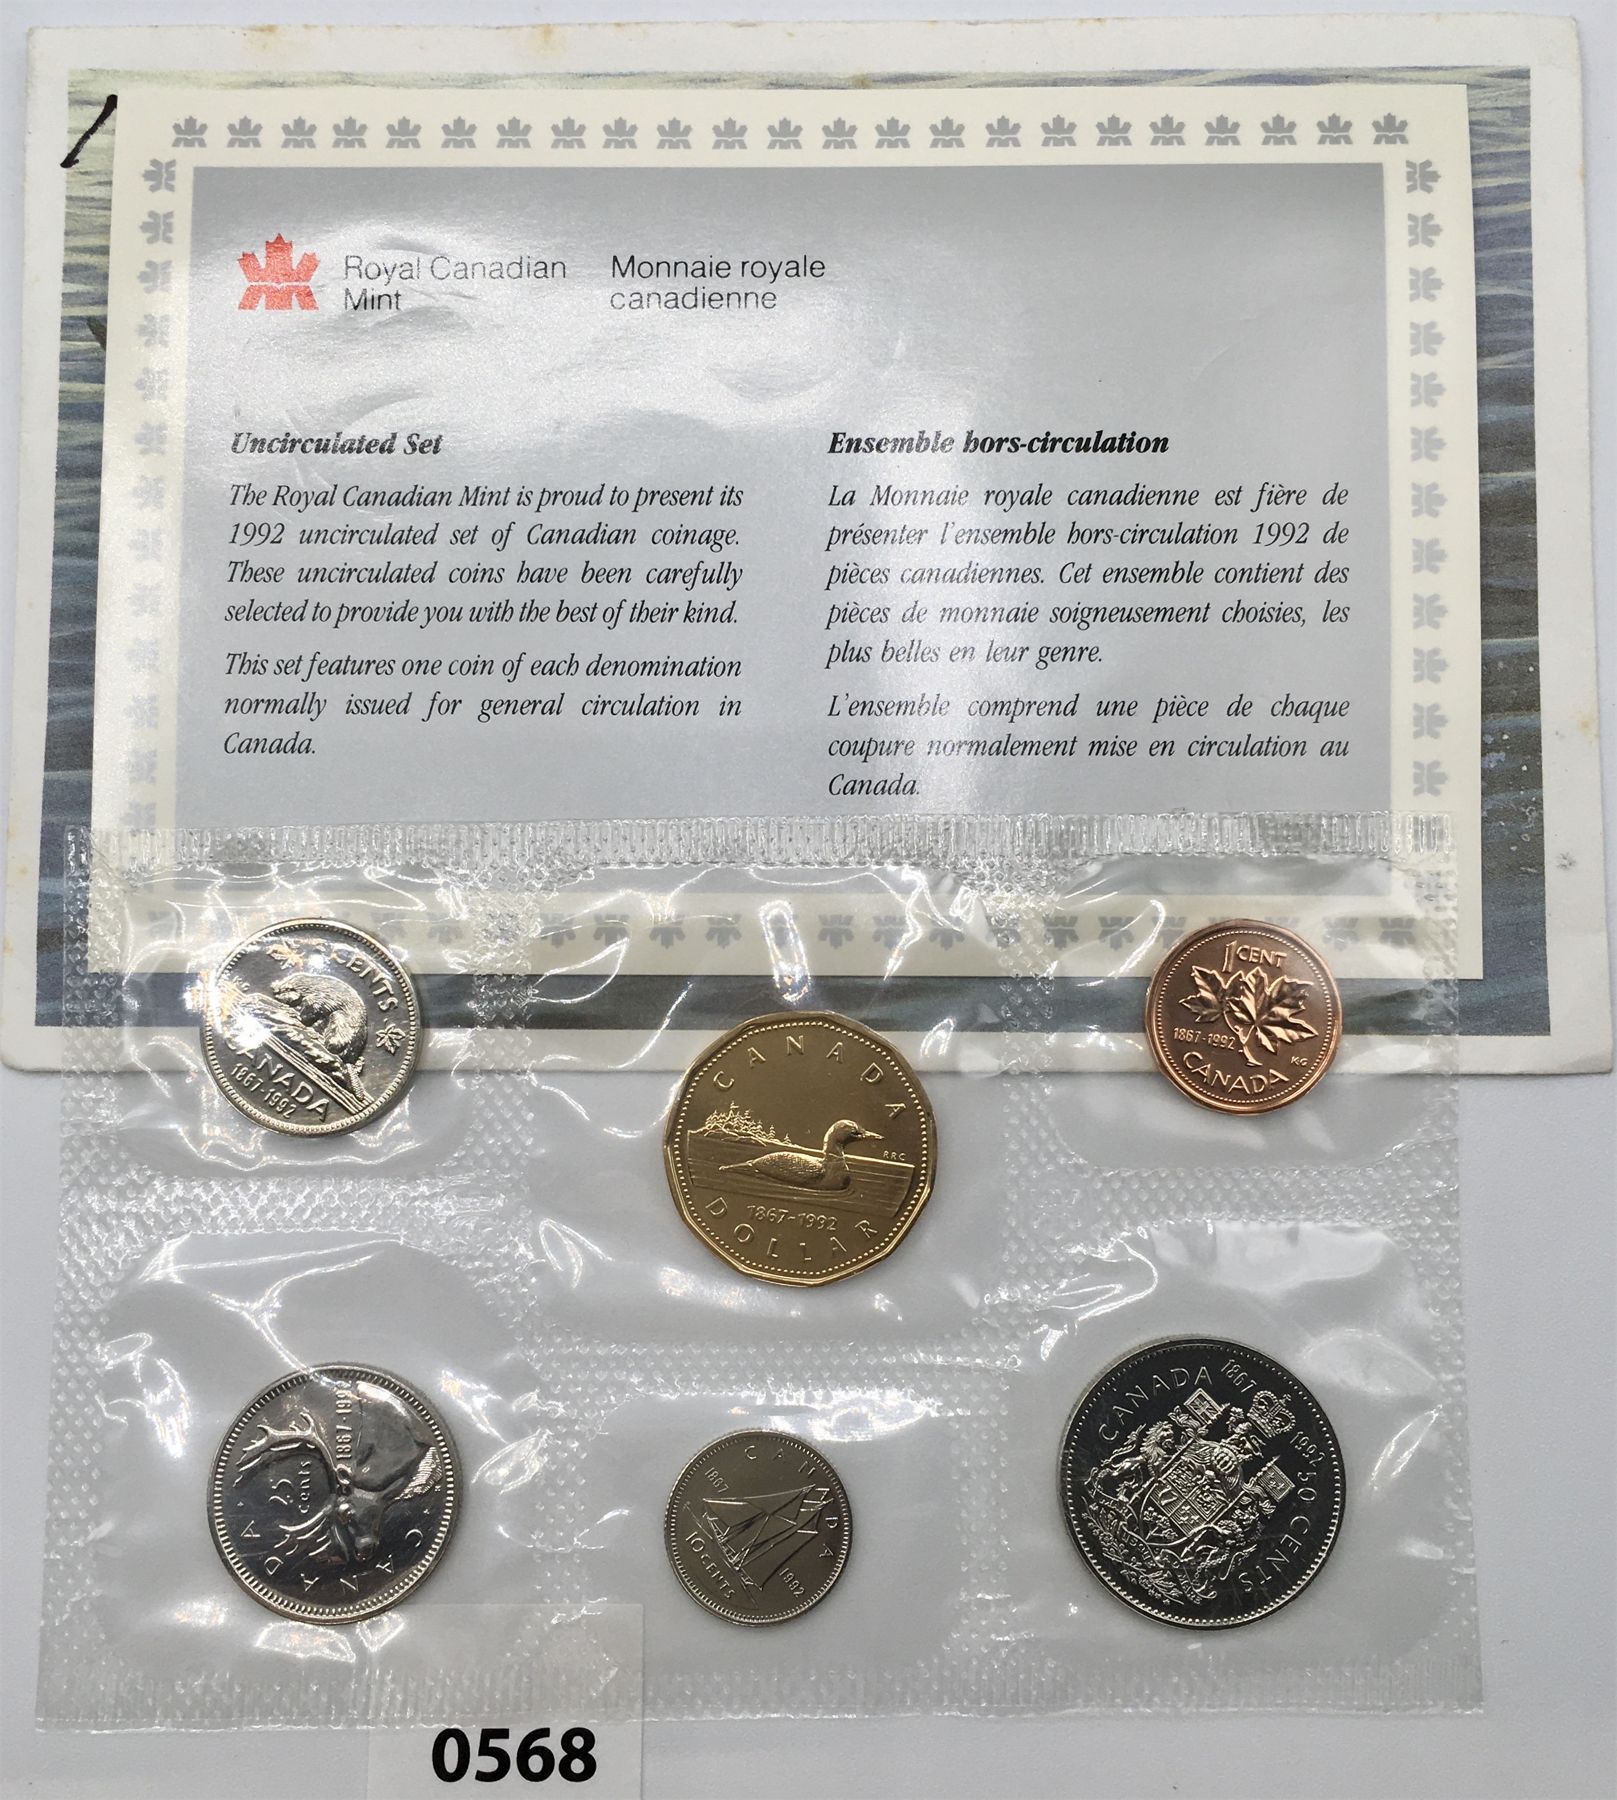 Royal Canadian
Mint
Monnaie royale
canadienne
Uncirculated Set
The Royal Canadian Mint is proud to present its
1992 uncirculated set of Canadian coinage.
These uncirculated coins have been carefully
selected to provide you with the best of their kind.
This set features one coin of each denomination
normally issued for general circulation in
Canada.
Ensemble hors-circulation
La Monnaie royale canadienne est fière de
présenter l'ensemble hors-circulation 1992 de
pièces canadiennes. Cet ensemble contient des
pièces de monnaie soigneusement choisies, les
plus belles en leur genre.
L'ensemble comprend une pièce de chaque
coupure normalement mise en circulation au
Canada.
CENTS
CANADA
1867-1992
CANADA
RRC
1867-1992
DOLLAR
1 CENT
1867-1992
KG
CANADA
25
cents
CANADA
CANADA
1867
1992
10 CENTS
CANADA
1867
1992
50 CENTS
0568